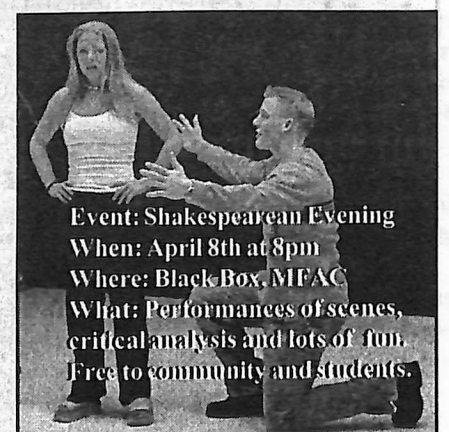 Event: Shakespearean Evening
When: April 8th at 8pm
Where: Black Box, MFAC
What: Performances of scenes,
critical analysis and lots of fun.
Free to community and students.